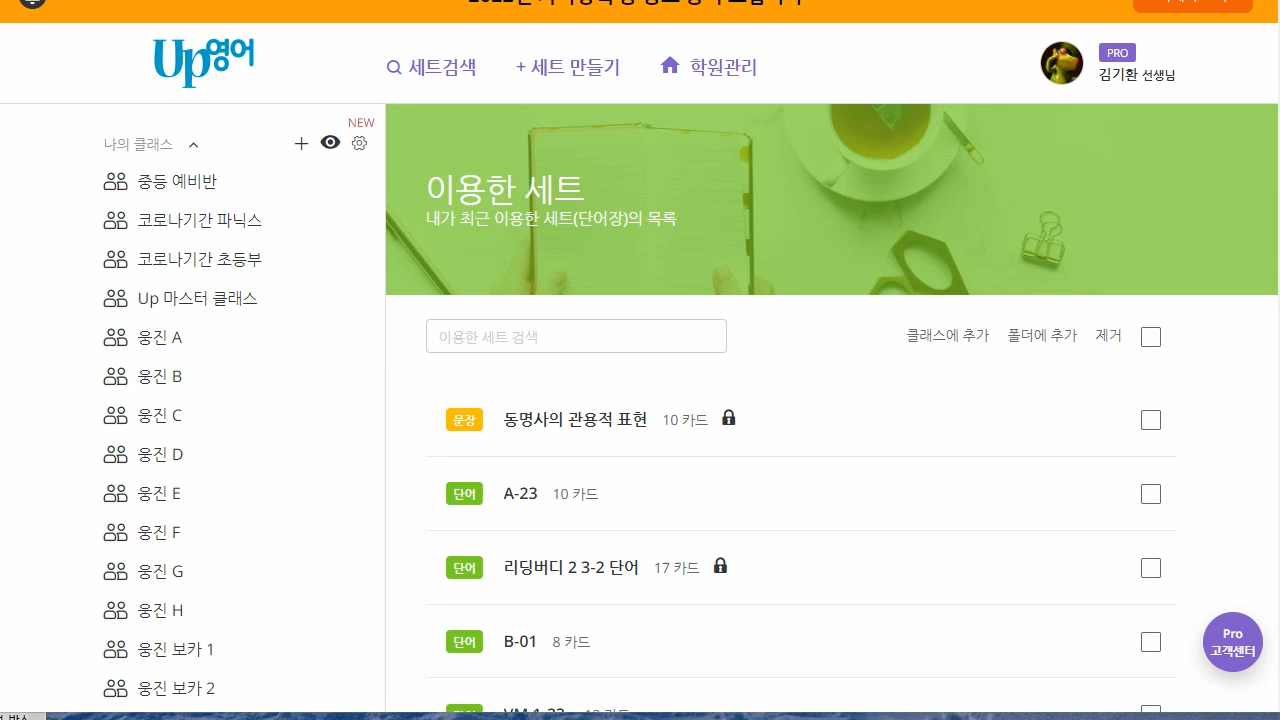 Up영어
세트검색
+ 세트 만들기
학원관리
PRO
김기환 선생님
NEW
나의 클래스
중등 예비반
코로나기간 파닉스
코로나기간 초등부
Up 마스터 클래스
웅진 A
웅진 B
웅진 C
웅진 D
웅진 E
웅진 F
웅진 G
웅진 H
웅진 보카 1
웅진 보카 2
이용한 세트
내가 최근 이용한 세트(단어장)의 목록
이용한 세트 검색
클래스에 추가 폴더에 추가 제거
문장 동명사의 관용적 표현 10 카드
단어 A-23 10 카드
단어 리딩버디 2 3-2 단어 17 카드
단어 B-01 8 카드
Pro
고객센터